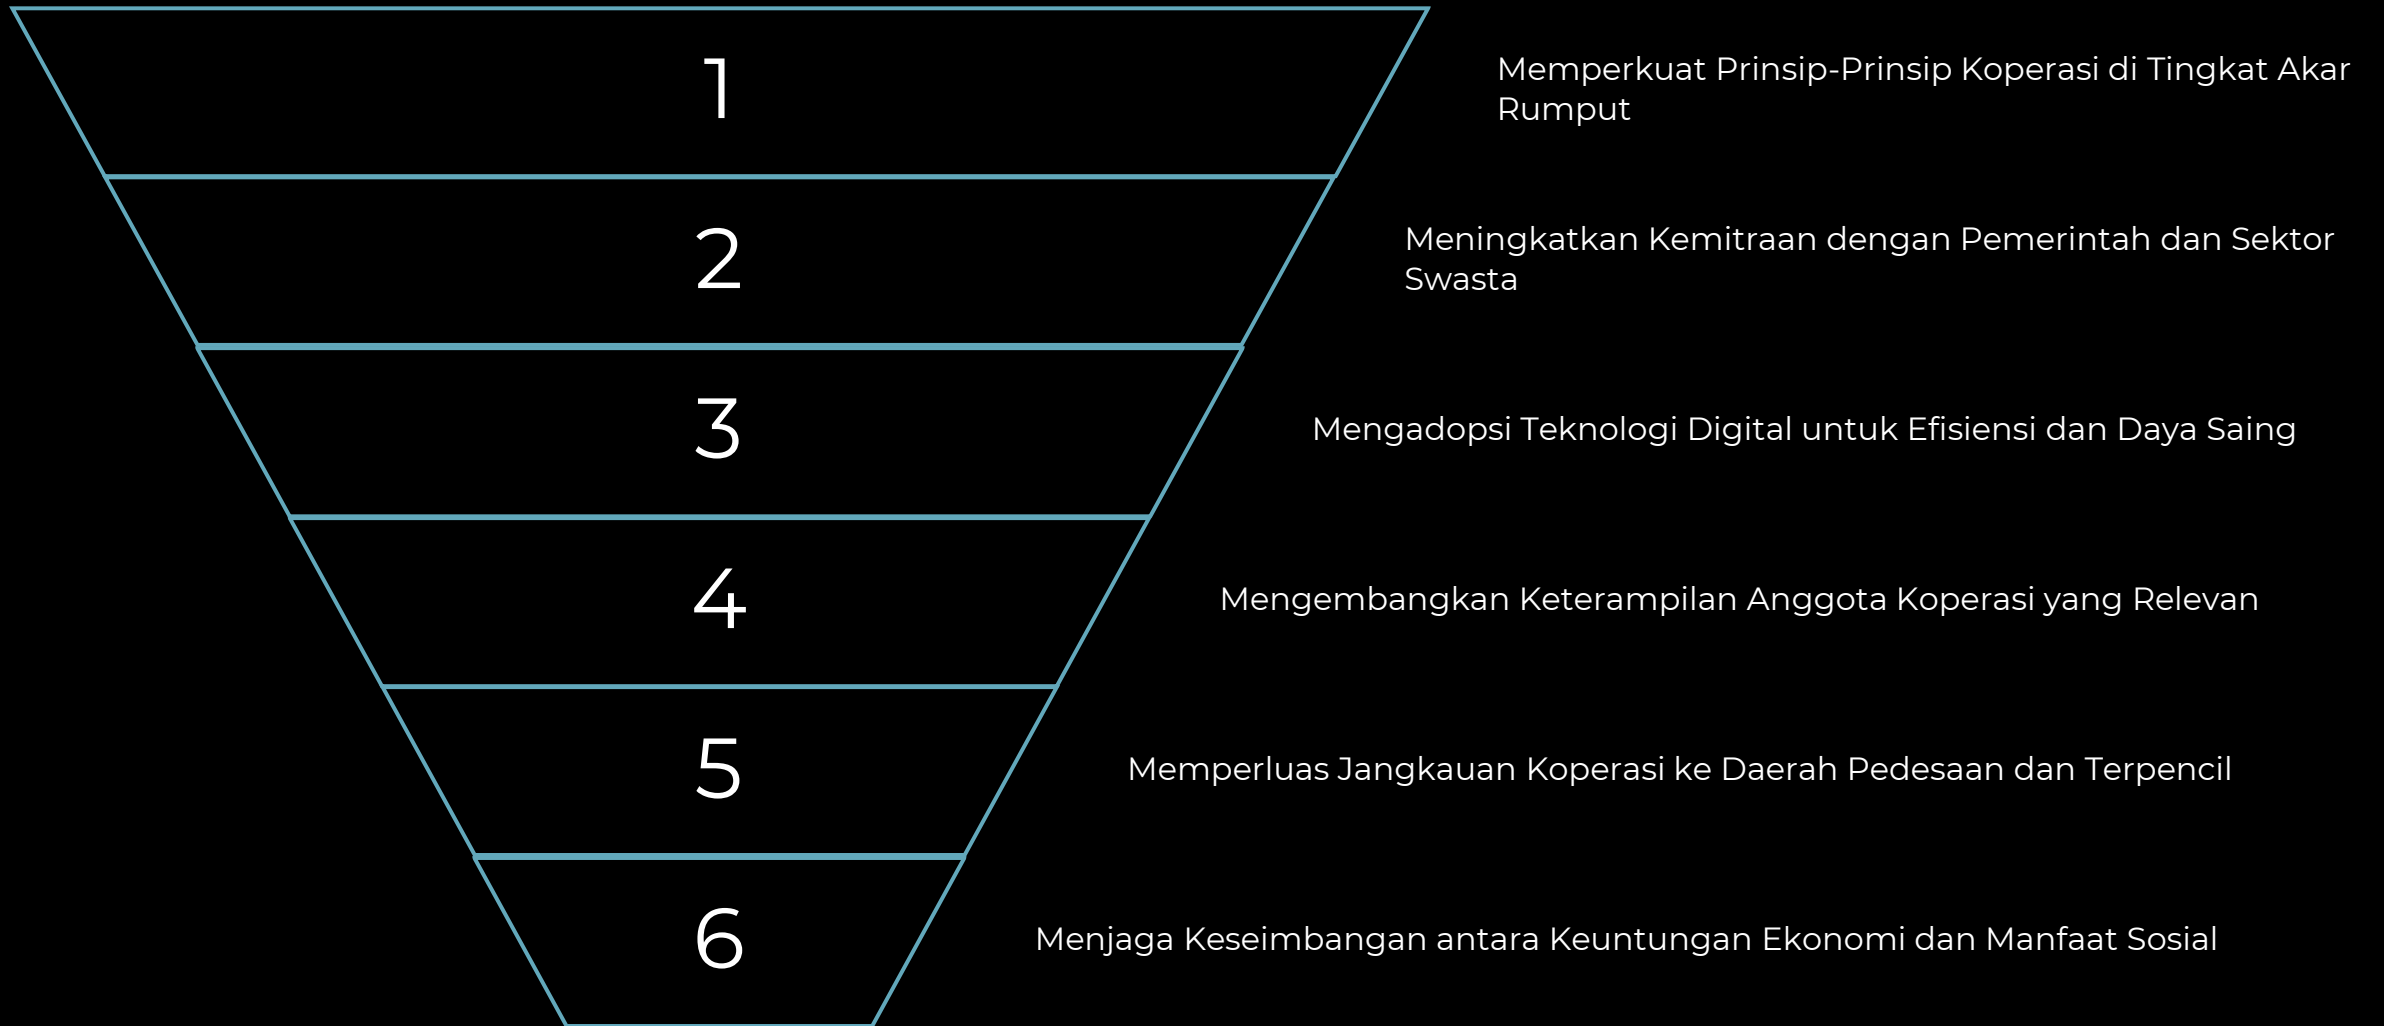 1
Memperkuat Prinsip-Prinsip Koperasi di Tingkat Akar
Rumput
2
Meningkatkan Kemitraan dengan Pemerintah dan Sektor
Swasta
3
Mengadopsi Teknologi Digital untuk Efisiensi dan Daya Saing
4
Mengembangkan Keterampilan Anggota Koperasi yang Relevan
5
Memperluas Jangkauan Koperasi ke Daerah Pedesaan dan Terpencil
6
Menjaga Keseimbangan antara Keuntungan Ekonomi dan Manfaat Sosial